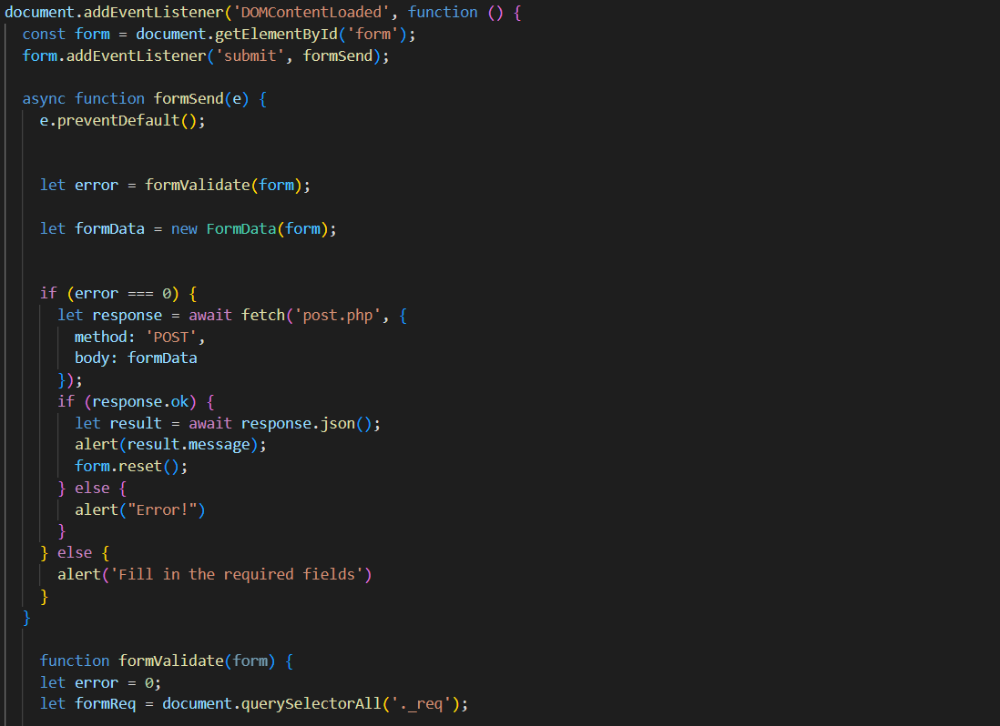 document.addEventListener('DOMContentLoaded', function () {
  const form = document.getElementById('form');
  form.addEventListener('submit', formSend);

  async function formSend(e) {
    e.preventDefault();


    let error = formValidate(form);

    let formData = new FormData(form);


    if (error === 0) {
      let response = await fetch('post.php', {
        method: 'POST',
        body: formData
      });
      if (response.ok) {
        let result = await response.json();
        alert(result.message);
        form.reset();
      } else {
        alert("Error!")
      }
    } else {
      alert('Fill in the required fields')
    }
  }

    function formValidate(form) {
    let error = 0;
    let formReq = document.querySelectorAll('._req');